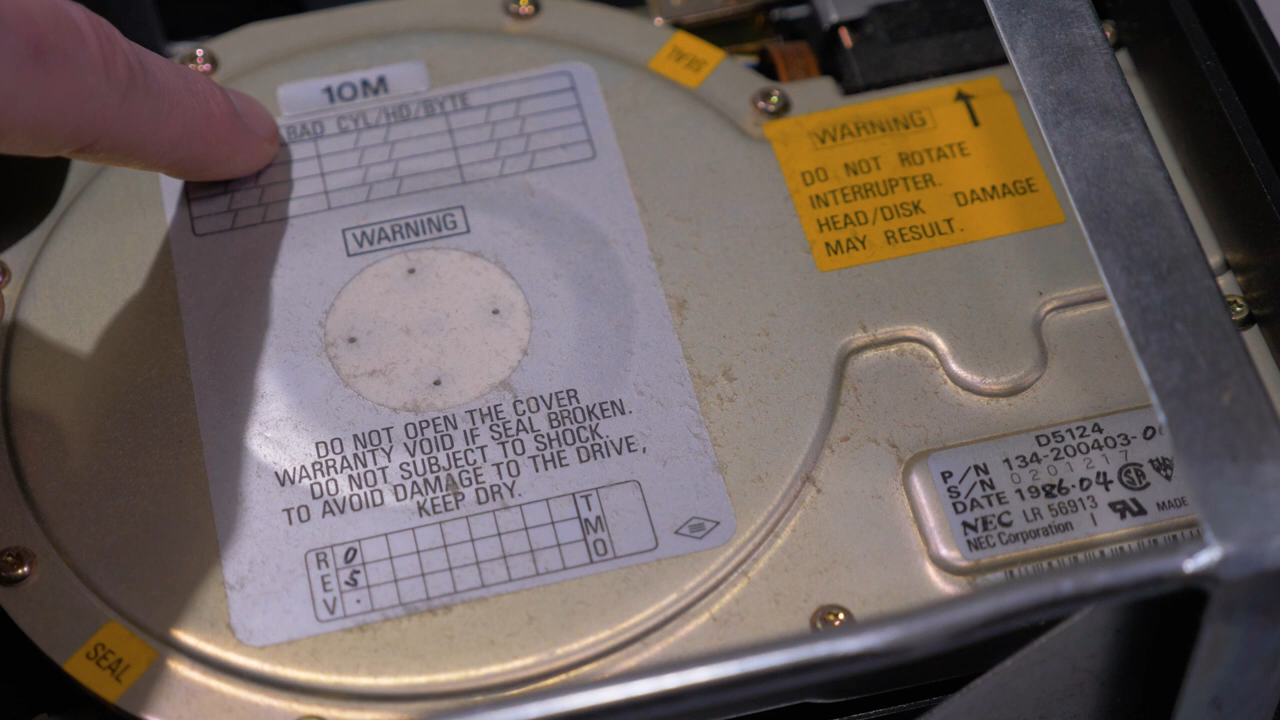 10M
BAD CYL/HD/BYTE
WARNING
DO NOT OPEN THE COVER
WARRANTY VOID IF SEAL BROKEN.
DO NOT SUBJECT TO SHOCK,
TO AVOID DAMAGE TO THE DRIVE,
KEEP DRY.
REV
0
5
.
TMO
SEAL
SEAL
WARNING
DO NOT ROTATE
INTERRUPTER.
HEAD/DISK DAMAGE
MAY RESULT.
D5124
P/N 134-200403-0
S/N 020127 7
DATE 1986-04
NEC LR 56913
NEC Corporation
MADE